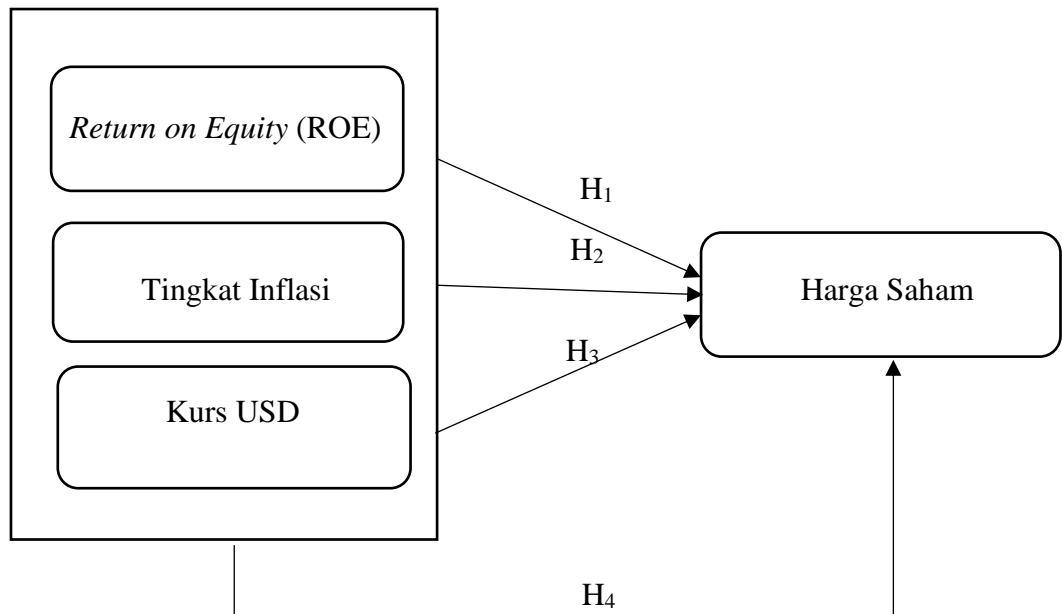 Return on Equity (ROE)
H₁
H₂
Tingkat Inflasi
Harga Saham
H₃
Kurs USD
H₄